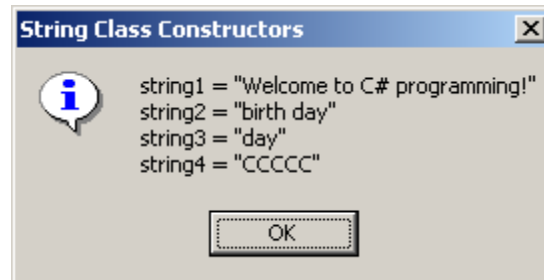 String Class Constructors
string1 = "Welcome to C# programming!"
string2 = "birth day"
string3 = "day"
string4 = "CCCCC"
OK